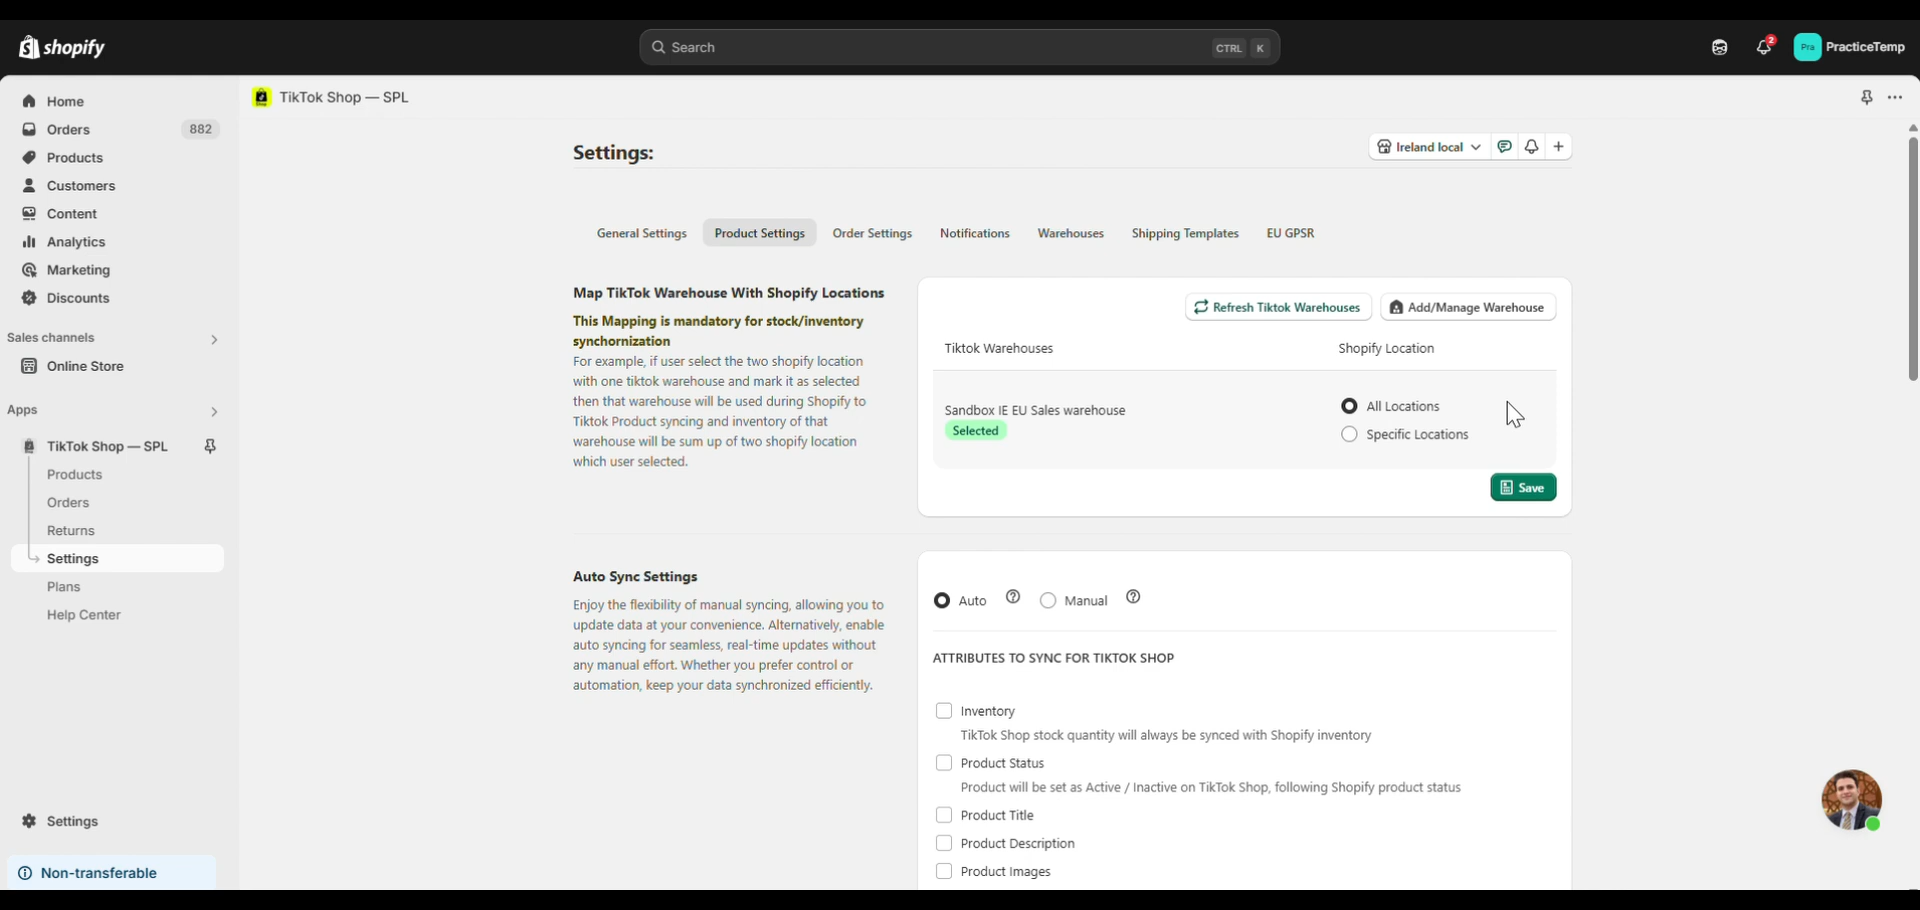 shopify
Search
CTRL K
2
Pra
PracticeTemp
Home
Orders 882
Products
Customers
Content
Analytics
Marketing
Discounts
Sales channels
Online Store
Apps
TikTok Shop — SPL
Products
Orders
Returns
Settings
Plans
Help Center
Settings
Non-transferable
TikTok Shop — SPL
Settings:
Ireland local
General Settings Product Settings Order Settings Notifications Warehouses Shipping Templates EU GPSR
Map TikTok Warehouse With Shopify Locations
This Mapping is mandatory for stock/inventory
synchornization
For example, if user select the two shopify location
with one tiktok warehouse and mark it as selected
then that warehouse will be used during Shopify to
Tiktok Product syncing and inventory of that
warehouse will be sum up of two shopify location
which user selected.
Refresh Tiktok Warehouses
Add/Manage Warehouse
Tiktok Warehouses Shopify Location
Sandbox IE EU Sales warehouse
Selected
All Locations
Specific Locations
Save
Auto Sync Settings
Enjoy the flexibility of manual syncing, allowing you to
update data at your convenience. Alternatively, enable
auto syncing for seamless, real-time updates without
any manual effort. Whether you prefer control or
automation, keep your data synchronized efficiently.
Auto Manual
ATTRIBUTES TO SYNC FOR TIKTOK SHOP
Inventory
TikTok Shop stock quantity will always be synced with Shopify inventory
Product Status
Product will be set as Active / Inactive on TikTok Shop, following Shopify product status
Product Title
Product Description
Product Images